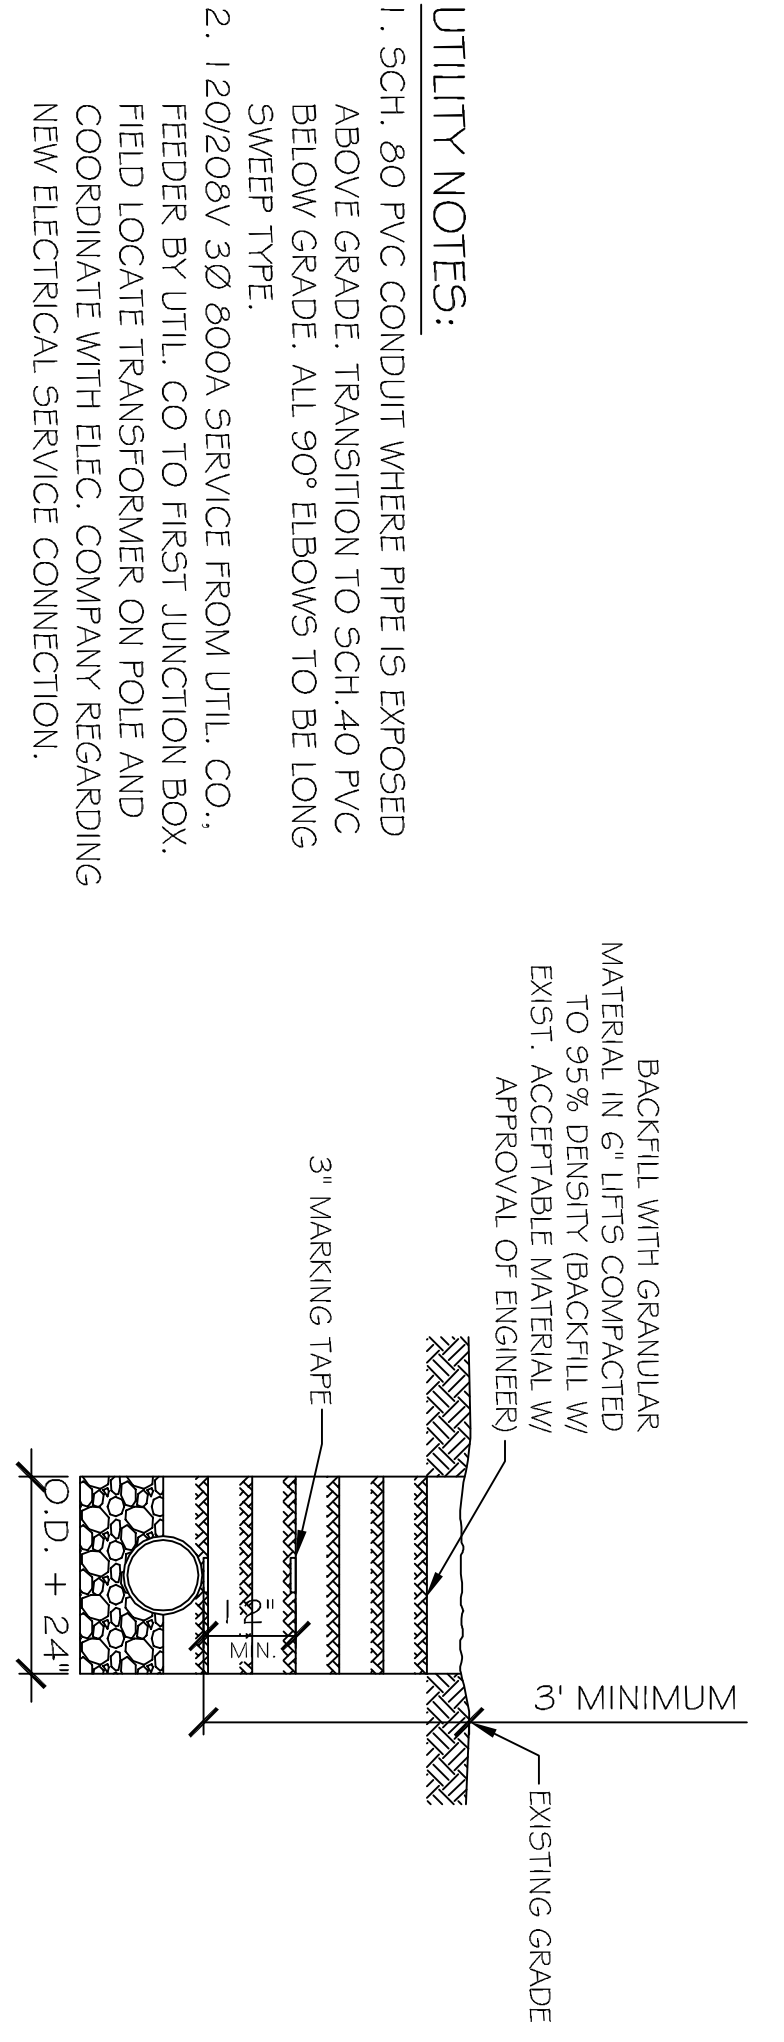 UTILITY NOTES:
1. SCH. 80 PVC CONDUIT WHERE PIPE IS EXPOSED
ABOVE GRADE. TRANSITION TO SCH.40 PVC
BELOW GRADE. ALL 90° ELBOWS TO BE LONG
SWEEP TYPE.
2. 120/208V 3Ø 800A SERVICE FROM UTIL. CO.,
FEEDER BY UTIL. CO TO FIRST JUNCTION BOX.
FIELD LOCATE TRANSFORMER ON POLE AND
COORDINATE WITH ELEC. COMPANY REGARDING
NEW ELECTRICAL SERVICE CONNECTION.
BACKFILL WITH GRANULAR
MATERIAL IN 6" LIFTS COMPACTED
TO 95% DENSITY (BACKFILL W/
EXIST. ACCEPTABLE MATERIAL W/
APPROVAL OF ENGINEER)
3" MARKING TAPE
12"
MIN.
O.D. + 24"
3' MINIMUM
EXISTING GRADE